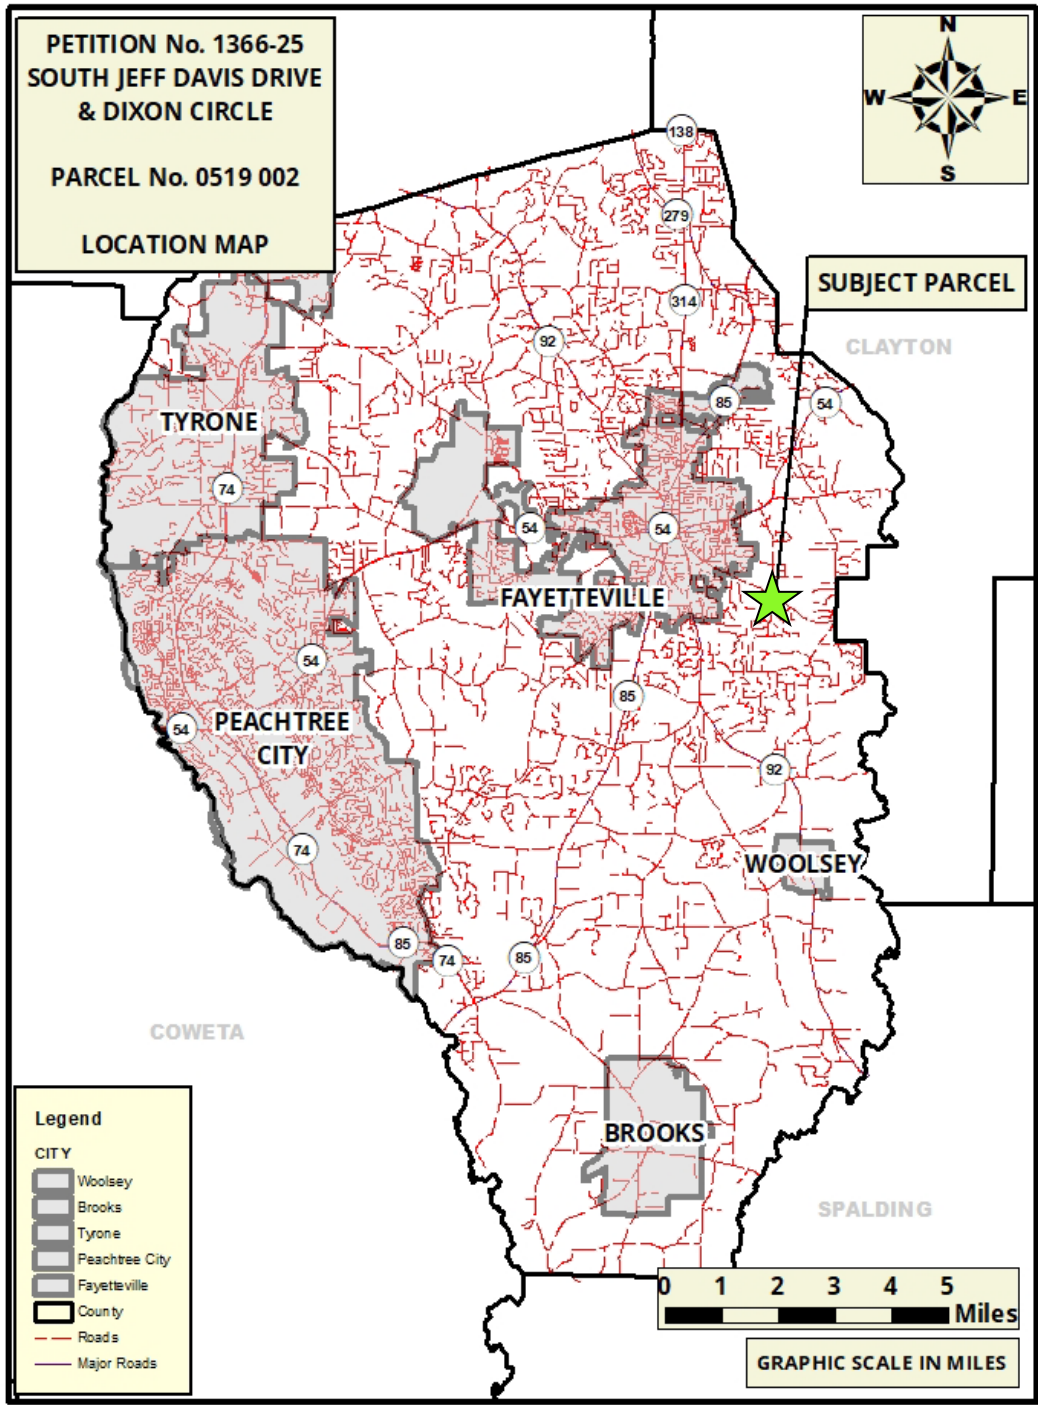 PETITION No. 1366-25
SOUTH JEFF DAVIS DRIVE
& DIXON CIRCLE
PARCEL No. 0519 002
LOCATION MAP
N
W
E
S
138
279
SUBJECT PARCEL
314
92
CLAYTON
85
54
TYRONE
74
54
54
FAYETTEVILLE
54
85
54
PEACHTREE
CITY
92
74
WOOLSEY
85
74
85
COWETA
BROOKS
SPALDING
Legend
CITY
Woolsey
Brooks
Tyrone
Peachtree City
Fayetteville
County
Roads
Major Roads
0 1 2 3 4 5
Miles
GRAPHIC SCALE IN MILES